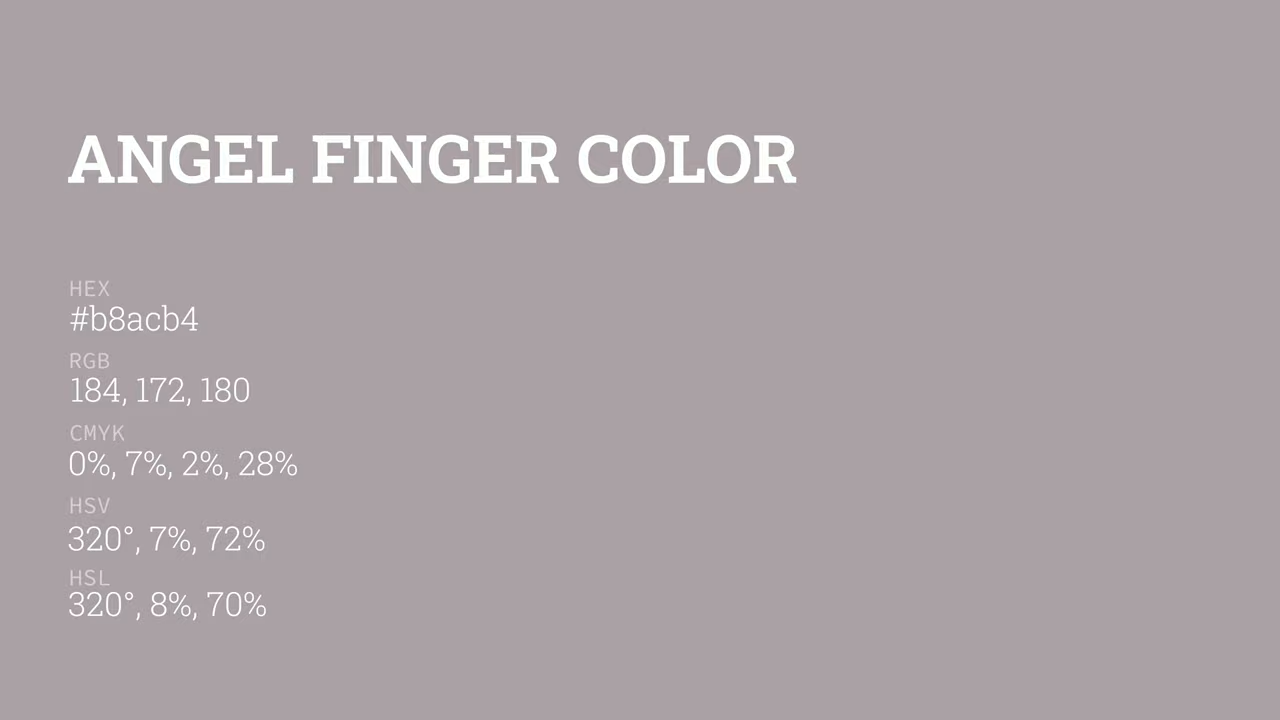 ANGEL FINGER COLOR
HEX
#b8acb4
RGB
184, 172, 180
CMYK
0%, 7%, 2%, 28%
HSV
320°, 7%, 72%
HSL
320°, 8%, 70%